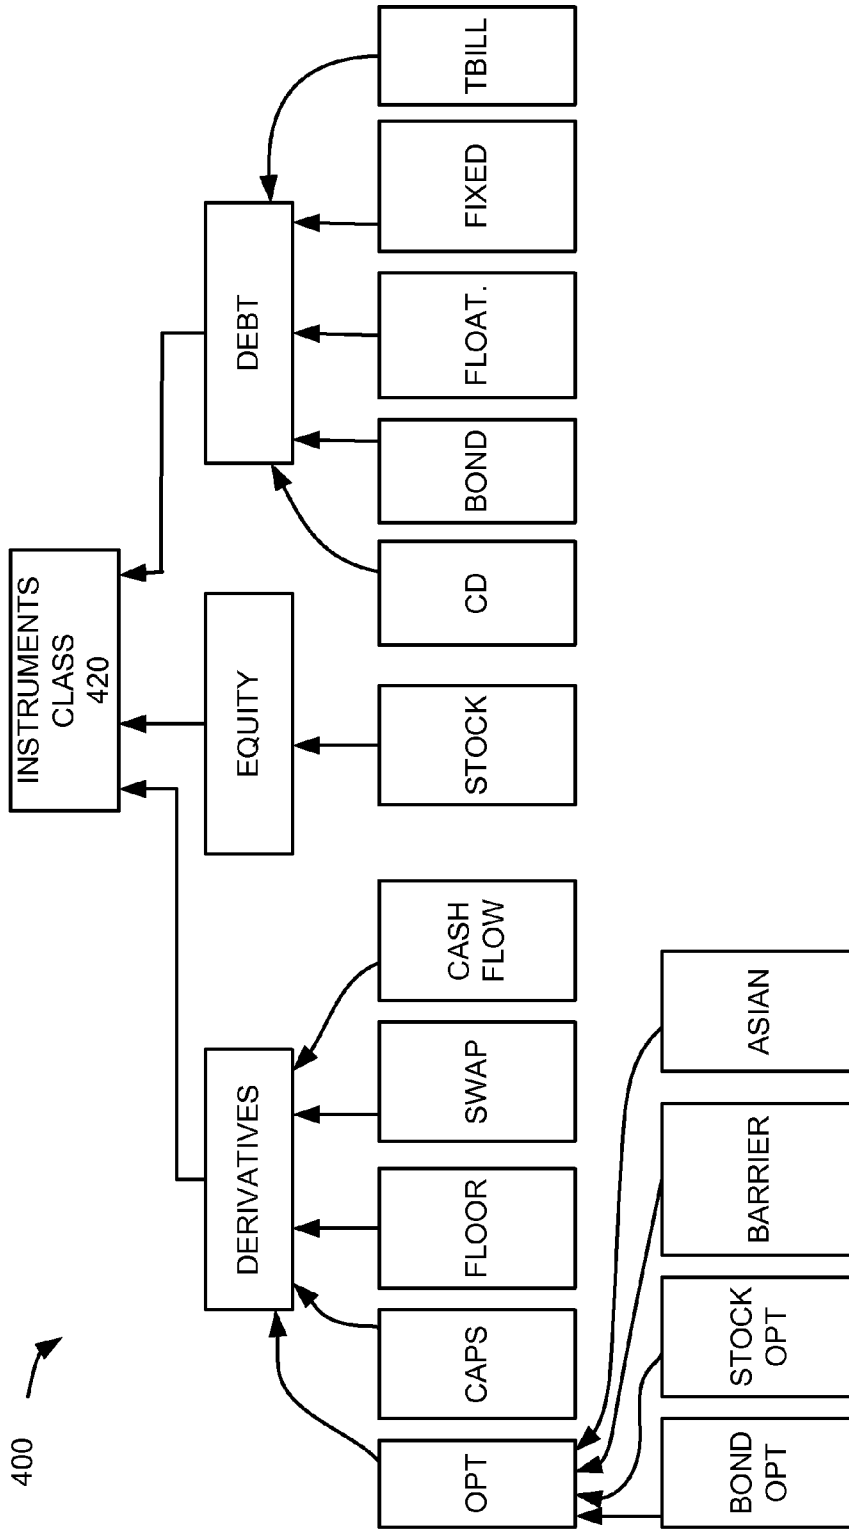 400
INSTRUMENTS
CLASS
420
DERIVATIVES
EQUITY
DEBT
OPT
CAPS
FLOOR
SWAP
CASH
FLOW
STOCK
CD
BOND
FLOAT.
FIXED
TBILL
BOND
OPT
STOCK
OPT
BARRIER
ASIAN